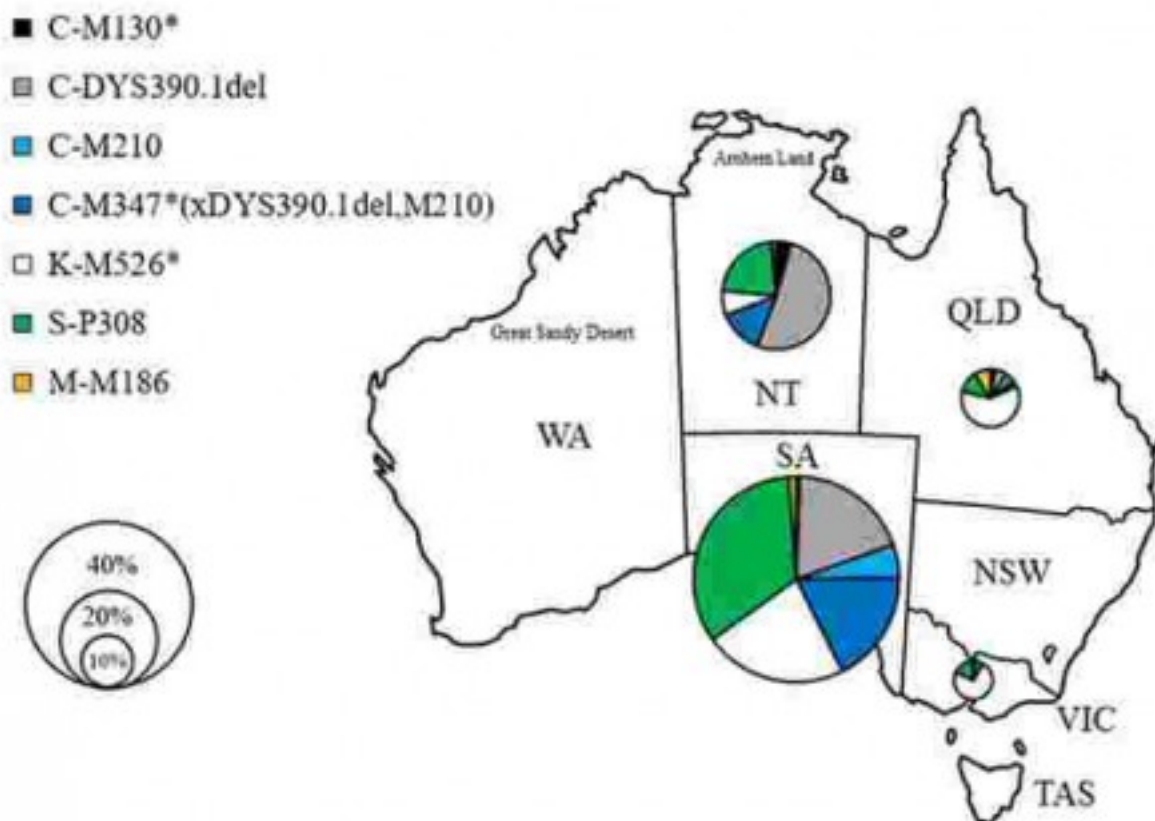 C-M130*
C-DYS390.1del
C-M210
C-M347*(xDYS390.1del,M210)
K-M526*
S-P308
M-M186
Arnhem Land
Great Sandy Desert
QLD
NT
WA
SA
NSW
VIC
TAS
40%
20%
10%